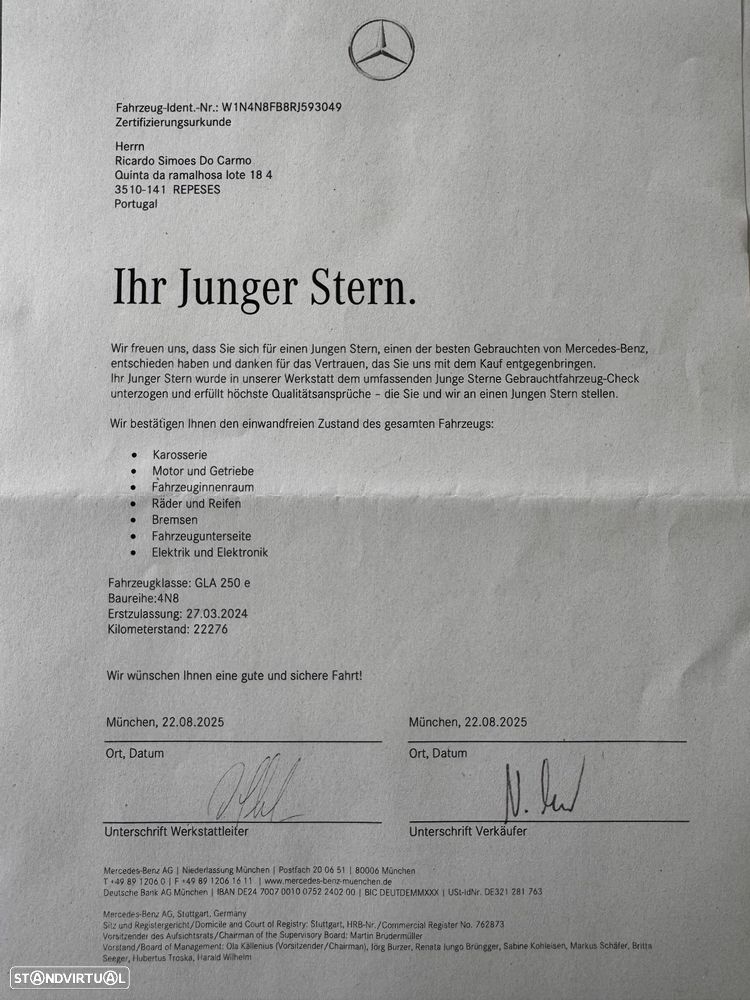 Fahrzeug-Ident.-Nr.: W1N4N8FB8RJ593049
Zertifizierungsurkunde
Herrn
Ricardo Simoes Do Carmo
Quinta da ramalhosa lote 18 4
3510-141 REPESES
Portugal
Ihr Junger Stern.
Wir freuen uns, dass Sie sich für einen Jungen Stern, einen der besten Gebrauchten von Mercedes-Benz,
entschieden haben und danken für das Vertrauen, das Sie uns mit dem Kauf entgegenbringen.
Ihr Junger Stern wurde in unserer Werkstatt dem umfassenden Junge Sterne Gebrauchtfahrzeug-Check
unterzogen und erfüllt höchste Qualitätsansprüche – die Sie und wir an einen Jungen Stern stellen.
Wir bestätigen Ihnen den einwandfreien Zustand des gesamten Fahrzeugs:
• Karosserie
• Motor und Getriebe
• Fahrzeuginnenraum
• Räder und Reifen
• Bremsen
• Fahrzeugunterseite
• Elektrik und Elektronik
Fahrzeugklasse: GLA 250 e
Baureihe:4N8
Erstzulassung: 27.03.2024
Kilometerstand: 22276
Wir wünschen Ihnen eine gute und sichere Fahrt!
München, 22.08.2025 München, 22.08.2025
Ort, Datum Ort, Datum
Unterschrift Werkstattleiter Unterschrift Verkäufer
Mercedes-Benz AG | Niederlassung München | Postfach 20 06 51 | 80006 München
T +49 89 1206 0 | F +49 89 1206 16 11 | www.mercedes-benz-muenchen.de
Deutsche Bank AG München | IBAN DE24 7007 0010 0752 2402 00 | BIC DEUTDEMMXXX | USt-IdNr. DE321 281 763
Mercedes-Benz AG, Stuttgart, Germany
Sitz und Registergericht/Domicile and Court of Registry: Stuttgart, HRB-Nr./Commercial Register No. 762873
Vorsitzender des Aufsichtsrats/Chairman of the Supervisory Board: Martin Brudermüller
Vorstand/Board of Management: Ola Källenius (Vorsitzender/Chairman), Jörg Burzer, Renata Jungo Brüngger, Sabine Kohleisen, Markus Schäfer, Britta
Seeger, Hubertus Troska, Harald Wilhelm
STANDVIRTUAL